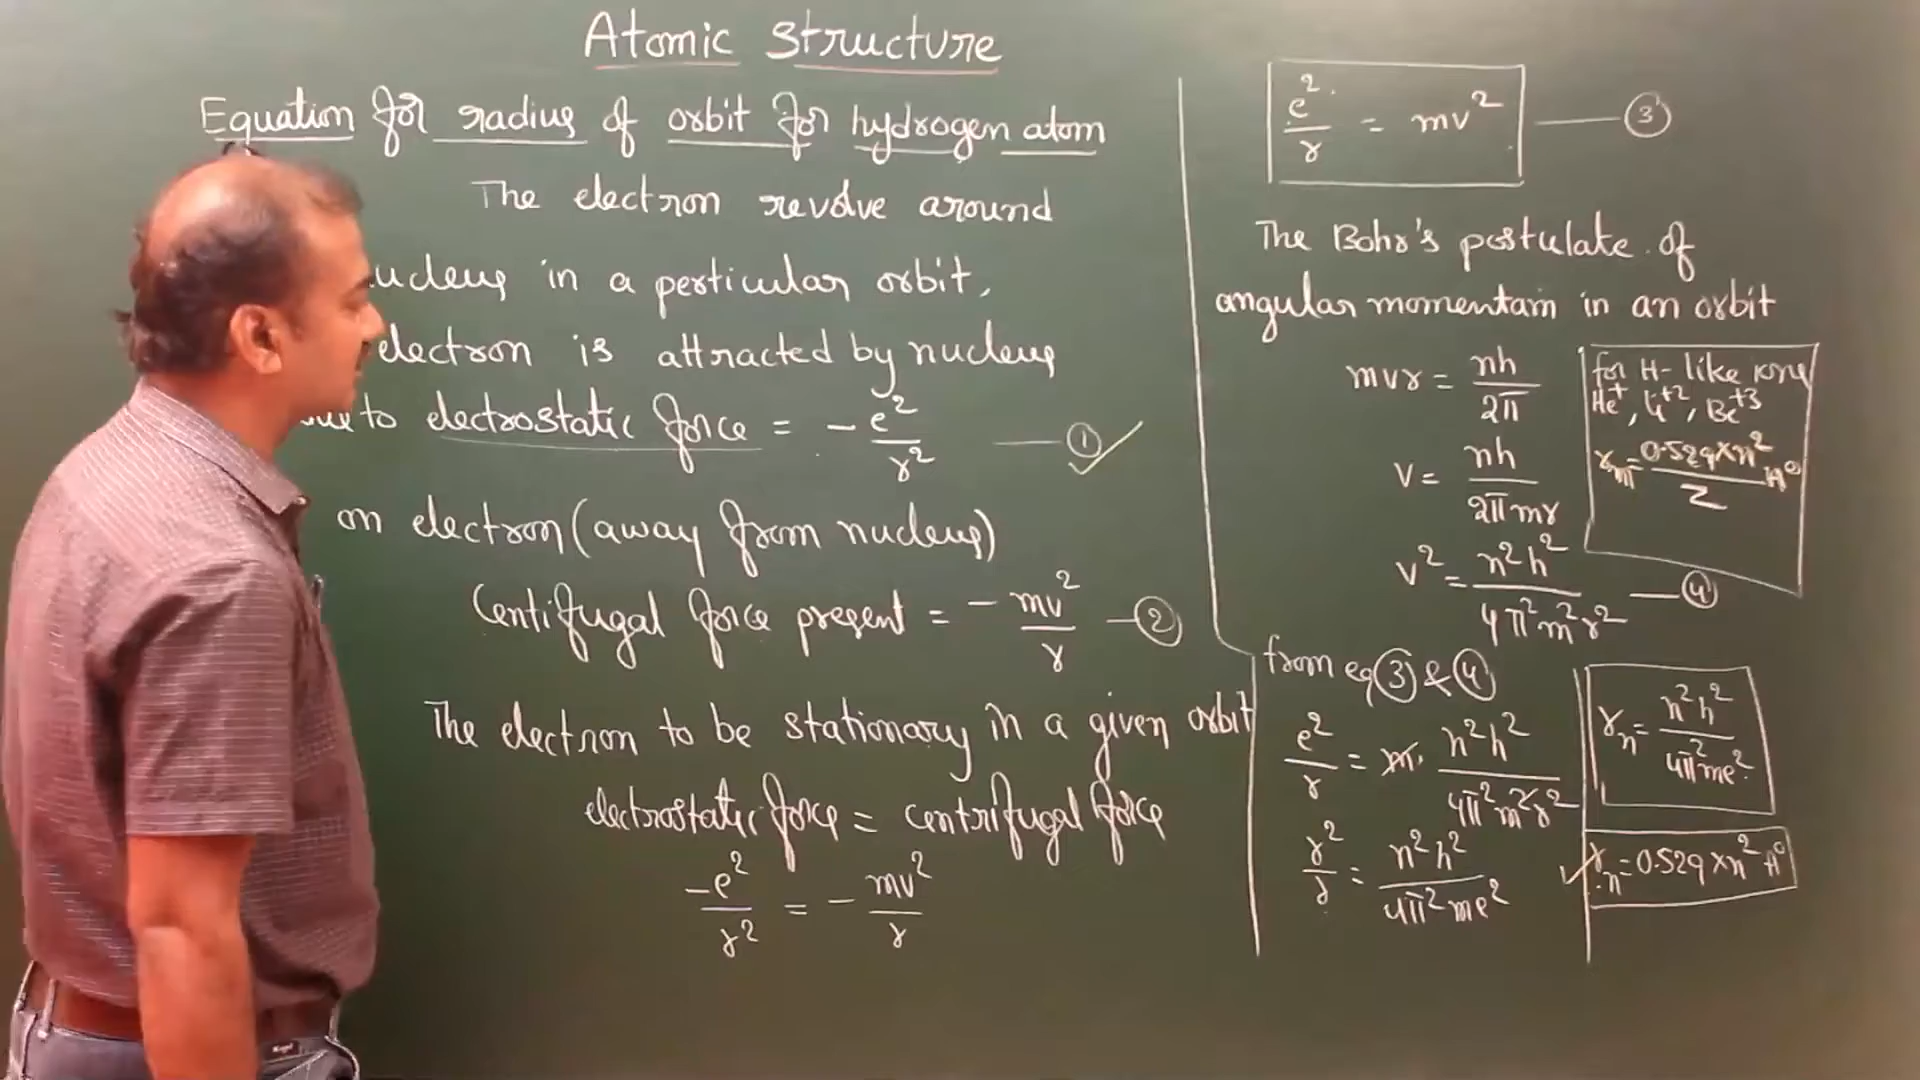 Atomic Structure
Equation for radius of orbit for hydrogen atom
The electron revolve around
ucleus in a perticular orbit,
electron is attracted by nucleus
to electrostatic force = - e²/r² — ①
on electron (away from nucleus)
Centifugal force present = - mv²/r — ②
The electron to be stationary in a given orbit
electrostatic force = centrifugal force
-e²/r² = - mv²/r
e²/r = mv² — ③
The Bohr's postulate of
angular momentam in an orbit
mvr = nh/2π
v = nh/2πmr
v² = n²h²/4π²m²r² — ④
for H- like ions
He⁺, Li⁺², Be⁺³
rₙ = 0.529×n²/Z A°
from eq ③ & ④
e²/r = m. n²h²/4π²m²r²
r²/r = n²h²/4π²me²
rₙ = n²h²/4π²me²
rₙ = 0.529×n² A°